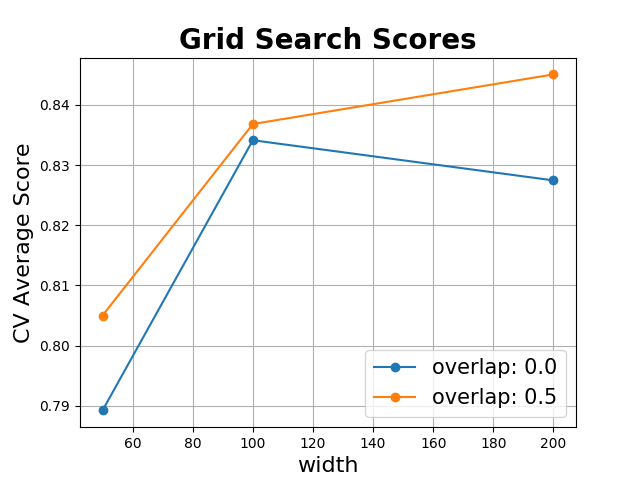 Grid Search Scores
CV Average Score
0.84
0.83
0.82
0.81
0.80
0.79
60 80 100 120 140 160 180 200
width
overlap: 0.0
overlap: 0.5